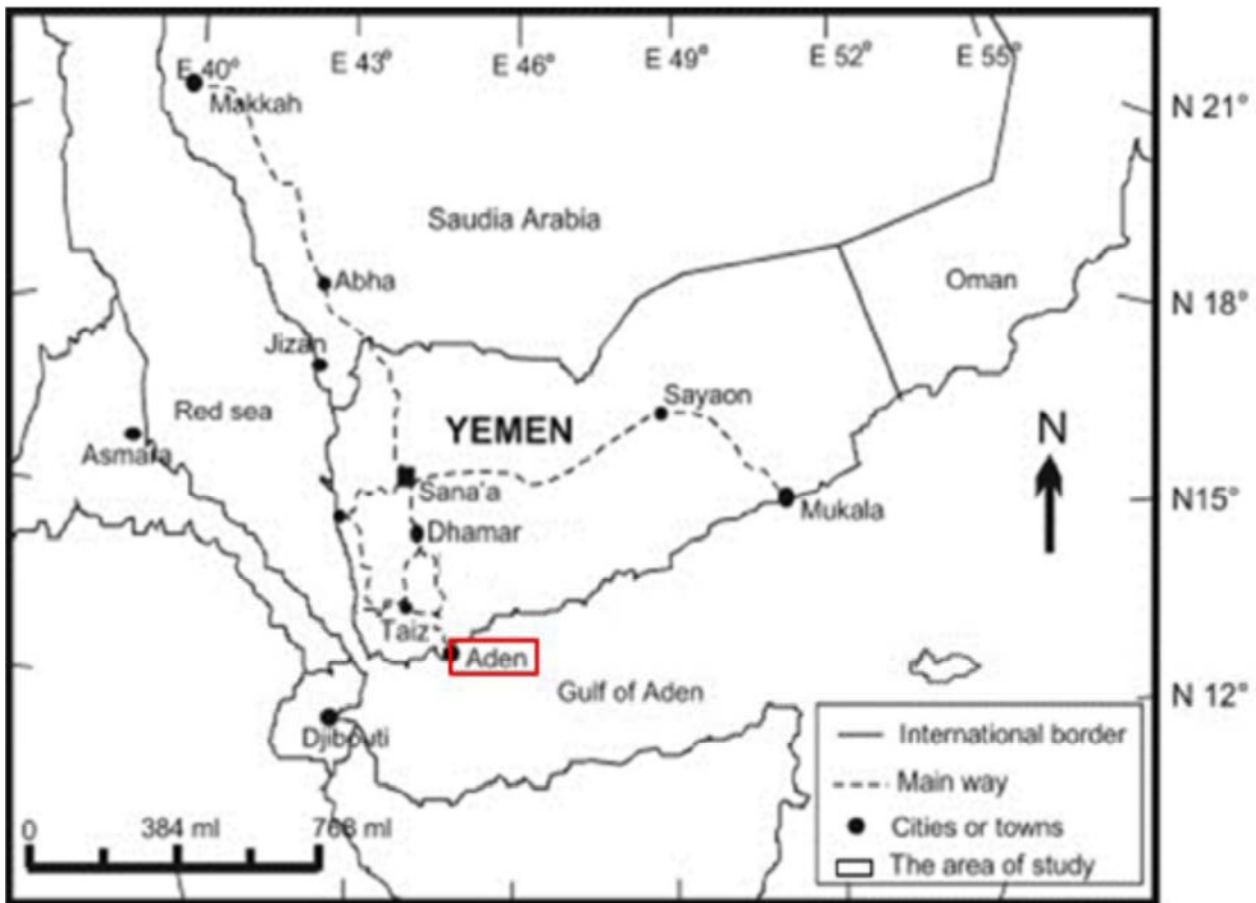 E 40° E 43° E 46° E 49° E 52° E 55°
Makkah
N 21°
Saudia Arabia
Abha
Oman
N 18°
Jizan
Sayaon
Red sea
YEMEN
N
Asmara
Sana'a
N15°
Mukala
Dhamar
Taiz
Aden
Gulf of Aden
N 12°
Djibouti
International border
Main way
Cities or towns
The area of study
0 384 ml 768 ml